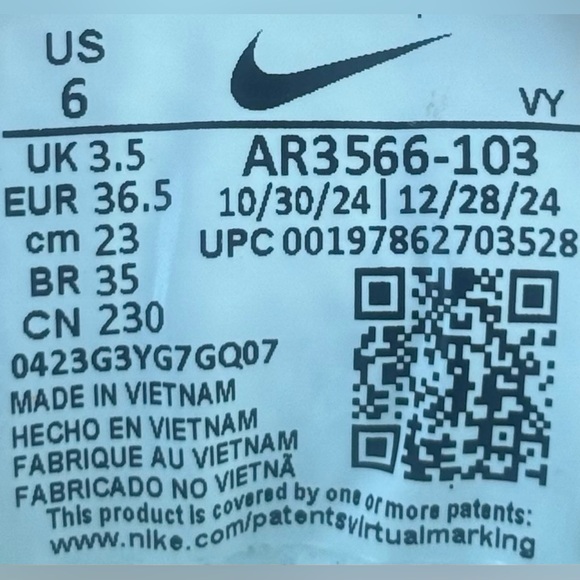 US
6
VY
UK 3.5
AR3566-103
EUR 36.5
10/30/24|12/28/24
cm 23
UPC 00197862703528
BR 35
CN 230
0423G3YG7GQ07
MADE IN VIETNAM
HECHO EN VIETNAM
FABRIQUE AU VIETNAM
FABRICADO NO VIETNÃ
This product is covered by one or more patents:
www.nike.com/patentsvirtualmarking